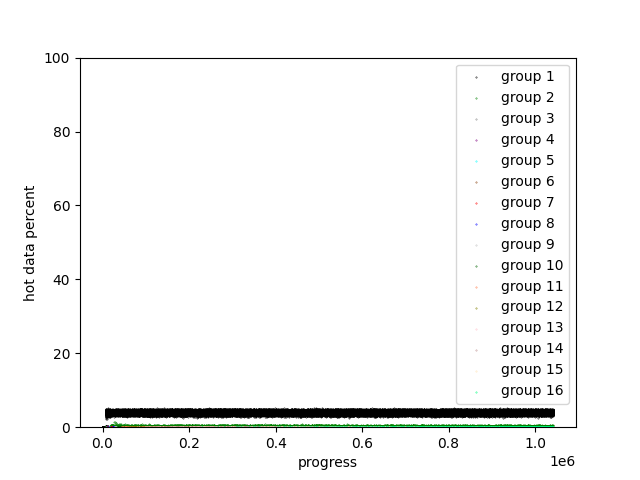 100
80
60
40
20
0
hot data percent
0.0 0.2 0.4 0.6 0.8 1.0
1e6
progress
group 1
group 2
group 3
group 4
group 5
group 6
group 7
group 8
group 9
group 10
group 11
group 12
group 13
group 14
group 15
group 16